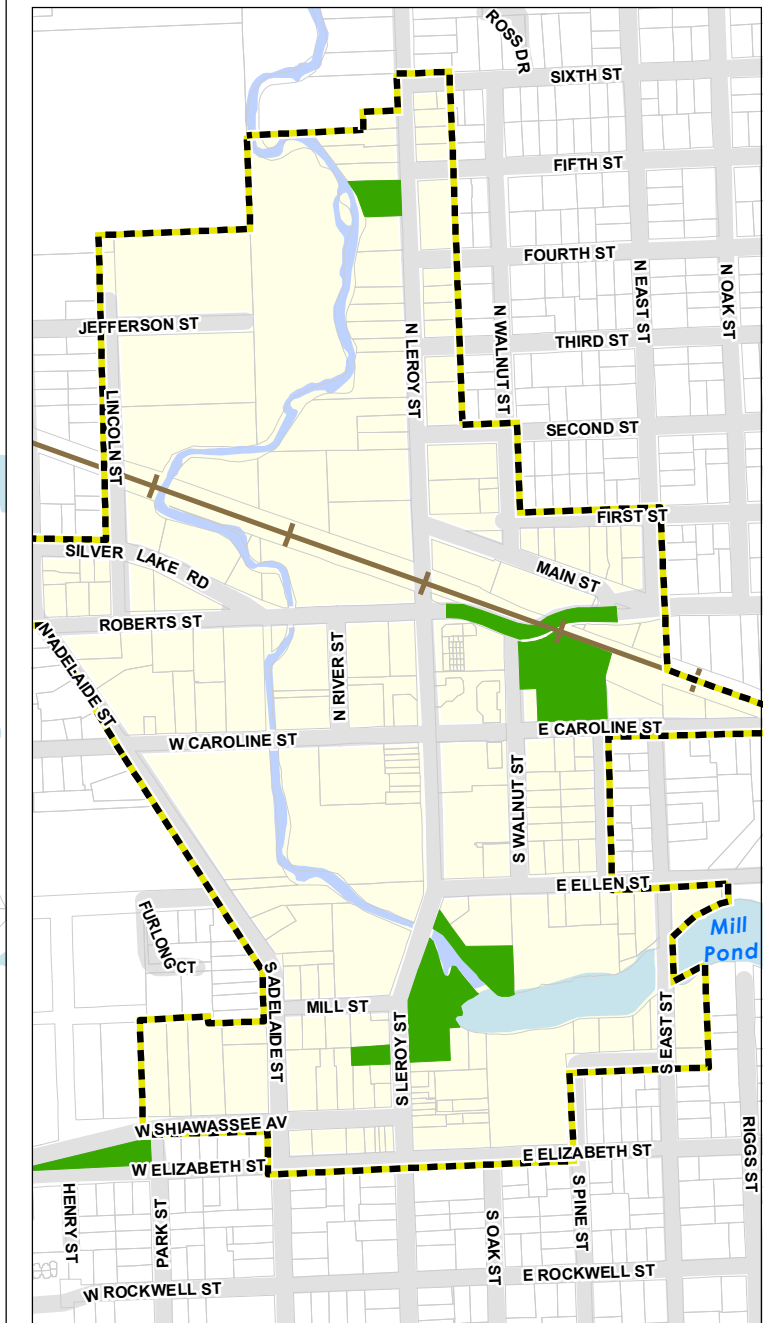 ROSS DR
SIXTH ST
FIFTH ST
FOURTH ST
N EAST ST
N OAK ST
N WALNUT ST
JEFFERSON ST
N LEROY ST
THIRD ST
LINCOLN ST
SECOND ST
FIRST ST
SILVER LAKE RD
MAIN ST
ROBERTS ST
N ADELAIDE ST
N RIVER ST
W CAROLINE ST
E CAROLINE ST
S WALNUT ST
E ELLEN ST
FURLONG CT
Mill
Pond
S ADELAIDE ST
MILL ST
S LEROY ST
S EAST ST
W SHIAWASSEE AV
W ELIZABETH ST
E ELIZABETH ST
RIGGS ST
HENRY ST
PARK ST
S OAK ST
S PINE ST
W ROCKWELL ST
E ROCKWELL ST